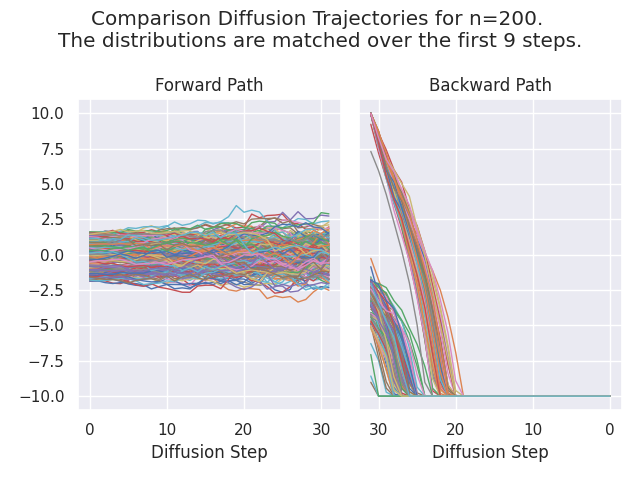 Comparison Diffusion Trajectories for n=200.
The distributions are matched over the first 9 steps.
Forward Path
Backward Path
10.0
7.5
5.0
2.5
0.0
−2.5
−5.0
−7.5
−10.0
0 10 20 30
30 20 10 0
Diffusion Step
Diffusion Step